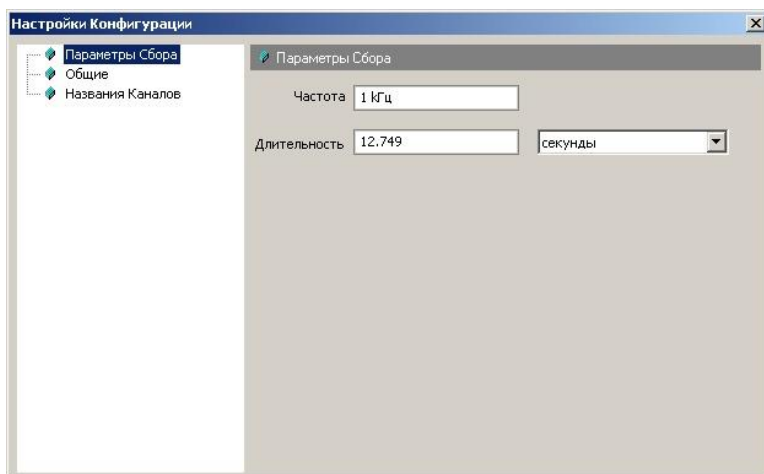 Настройки Конфигурации
Параметры Сбора
Общие
Названия Каналов
Параметры Сбора
Частота 1 kГц
Длительность 12.749 секунды